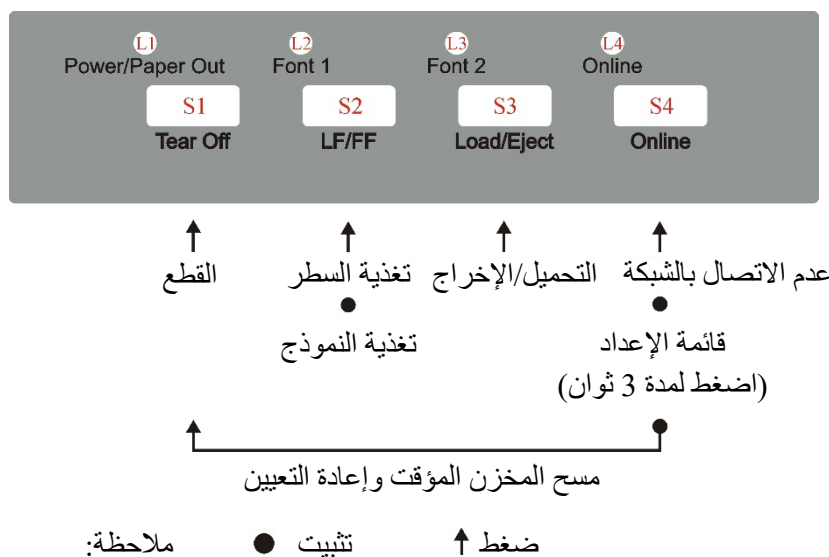 L1 L2 L3 L4
Power/Paper Out Font 1 Font 2 Online
S1 S2 S3 S4
Tear Off LF/FF Load/Eject Online
القطع تغذية السطر التحميل/الإخراج عدم الاتصال بالشبكة
تغذية النموذج قائمة الإعداد
(اضغط لمدة 3 ثوان)
مسح المخزن المؤقت وإعادة التعيين
ملاحظة: ● تثبيت ↑ ضغط